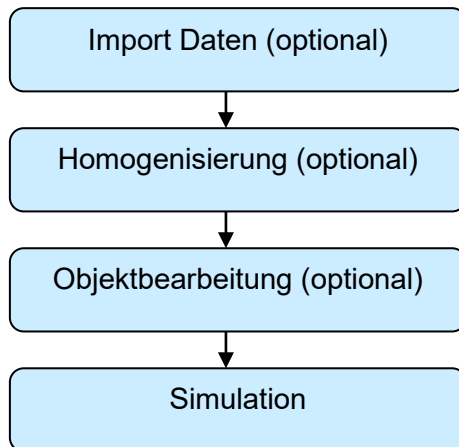 Import Daten (optional)
Homogenisierung (optional)
Objektbearbeitung (optional)
Simulation